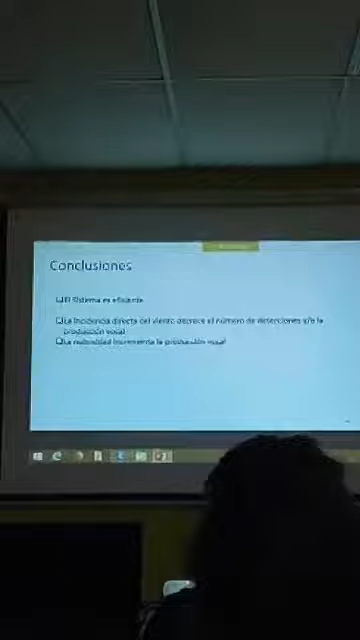 Conclusiones
El Sistema es eficiente
La incidencia directa del viento decrece el número de detecciones y/o la
producción vocal
La nubosidad incrementa la producción vocal